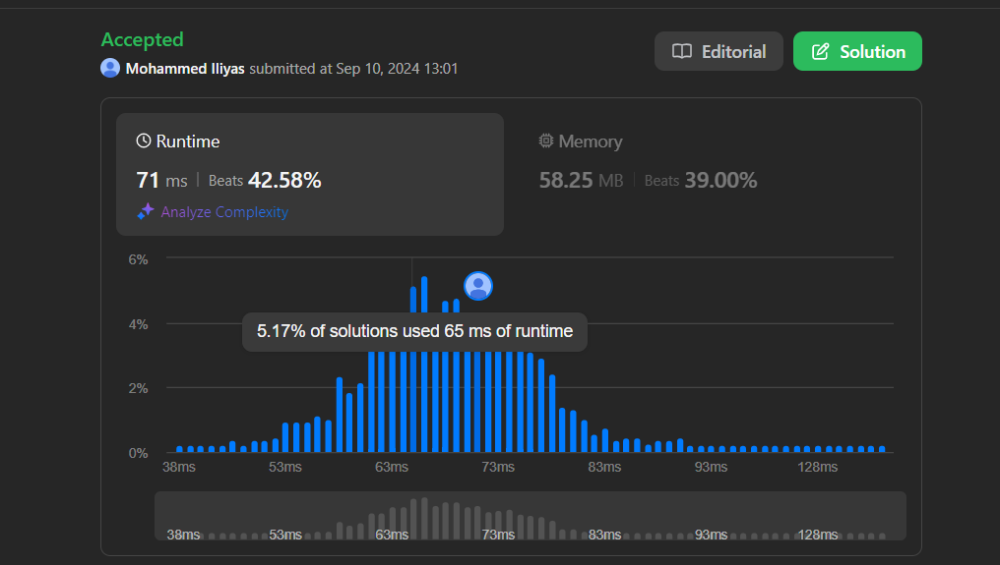 Accepted
Mohammed Iliyas submitted at Sep 10, 2024 13:01
Editorial
Solution
Runtime
71 ms | Beats 42.58%
Analyze Complexity
Memory
58.25 MB | Beats 39.00%
6%
4%
2%
0%
5.17% of solutions used 65 ms of runtime
38ms 53ms 63ms 73ms 83ms 93ms 128ms
38ms 53ms 63ms 73ms 83ms 93ms 128ms